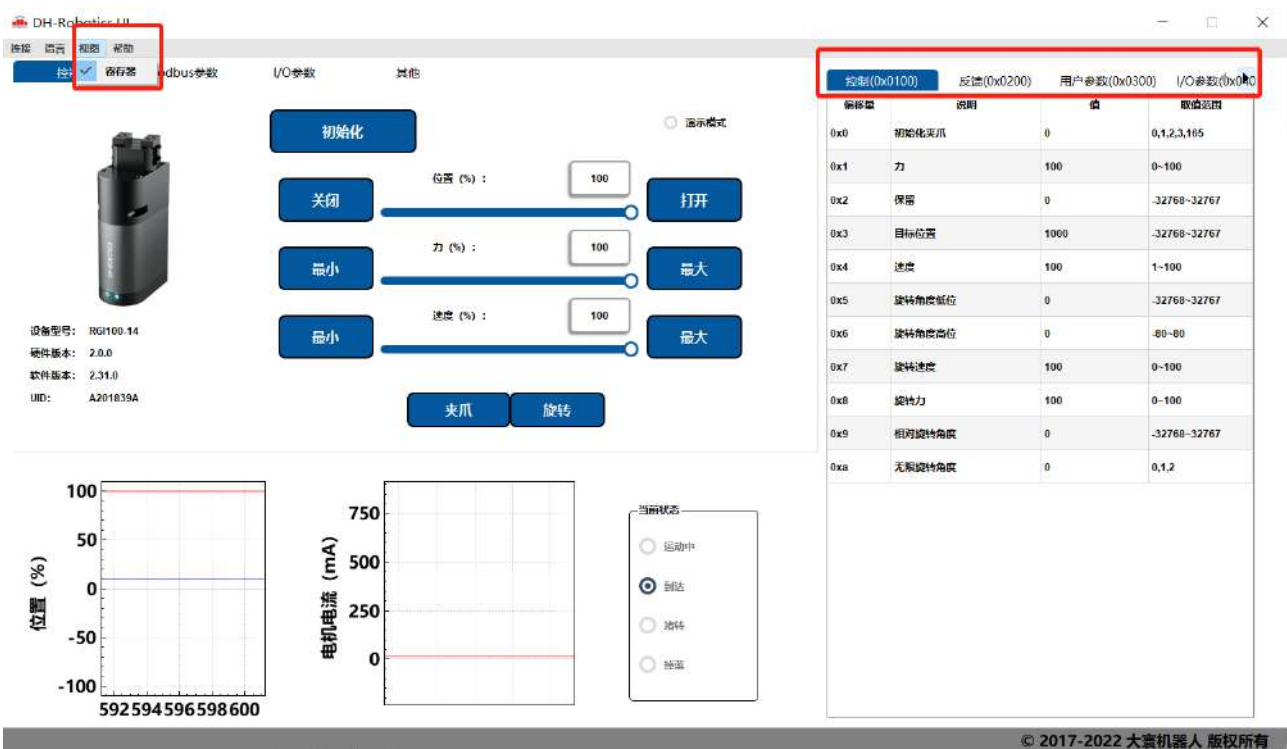 DH-Robotics UI
连接 语言 视图 帮助
寄存器
dbus参数 I/O参数 其他
初始化
演示模式
位置 (%) : 100
关闭 打开
力 (%) : 100
最小 最大
速度 (%) : 100
最小 最大
夹爪 旋转
设备型号: RGI100-14
硬件版本: 2.0.0
软件版本: 2.31.0
UID: A201839A
控制(0x0100) 反馈(0x0200) 用户参数(0x0300) I/O参数(0x0
偏移量 说明 值 取值范围
0x0 初始化夹爪 0 0,1,2,3,165
0x1 力 100 0~100
0x2 保留 0 -32768~32767
0x3 目标位置 1000 -32768~32767
0x4 速度 100 1~100
0x5 旋转角度低位 0 -32768~32767
0x6 旋转角度高位 0 -80~80
0x7 旋转速度 100 0~100
0x8 旋转力 100 0~100
0x9 相对旋转角度 0 -32768~32767
0xa 无限旋转角度 0 0,1,2
位置 (%)
100
50
0
-50
-100
592 594 596 598 600
电机电流 (mA)
750
500
250
0
当前状态
运动中
到达
堵转
掉落
© 2017-2022 大寰机器人 版权所有